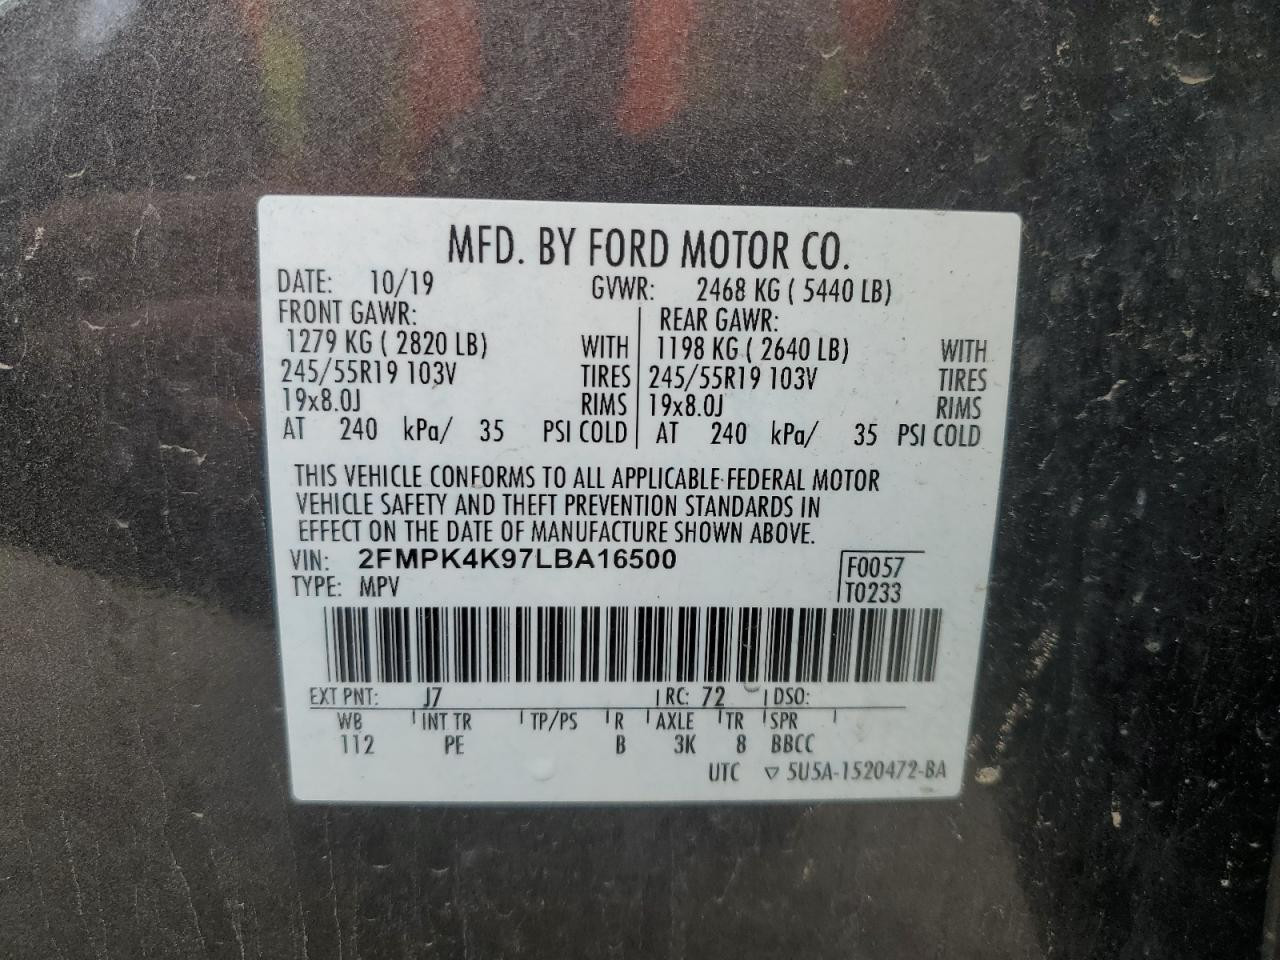 MFD. BY FORD MOTOR CO.
DATE: 10/19 GVWR: 2468 KG ( 5440 LB)
FRONT GAWR: REAR GAWR:
1279 KG ( 2820 LB) WITH 1198 KG ( 2640 LB) WITH
245/55R19 103V TIRES 245/55R19 103V TIRES
19x8.0J RIMS 19x8.0J RIMS
AT 240 kPa/ 35 PSI COLD AT 240 kPa/ 35 PSI COLD
THIS VEHICLE CONFORMS TO ALL APPLICABLE FEDERAL MOTOR
VEHICLE SAFETY AND THEFT PREVENTION STANDARDS IN
EFFECT ON THE DATE OF MANUFACTURE SHOWN ABOVE.
VIN: 2FMPK4K97LBA16500 F0057
TYPE: MPV T0233
EXT PNT: J7 RC: 72 DSO:
WB INT TR TP/PS R AXLE TR SPR
112 PE B 3K 8 BBCC
UTC ▽ 5U5A-1520472-BA